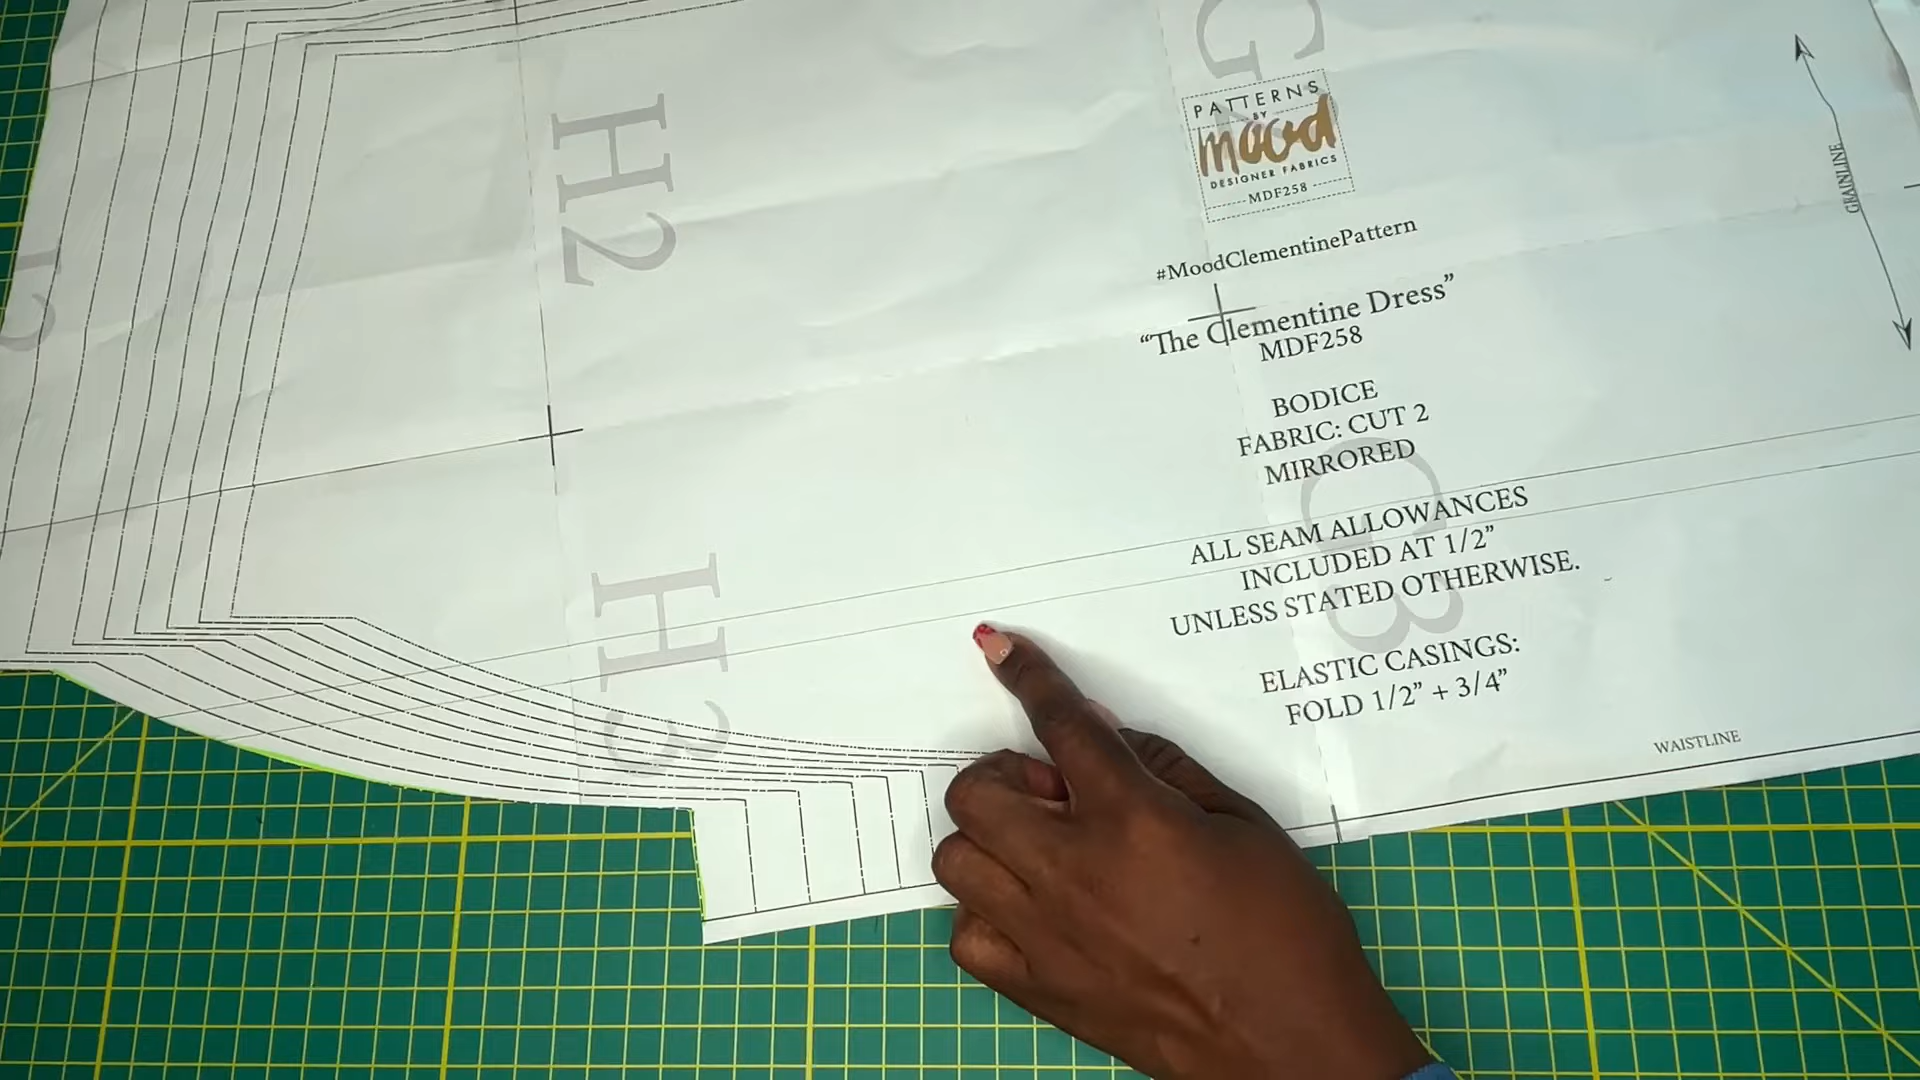 PATTERNS
BY
mood
DESIGNER FABRICS
MDF258
#MoodClementinePattern
“The Clementine Dress”
MDF258
BODICE
FABRIC: CUT 2
MIRRORED
ALL SEAM ALLOWANCES
INCLUDED AT 1/2”
UNLESS STATED OTHERWISE.
ELASTIC CASINGS:
FOLD 1/2” + 3/4”
WAISTLINE
GRAINLINE
H2
H3
G3